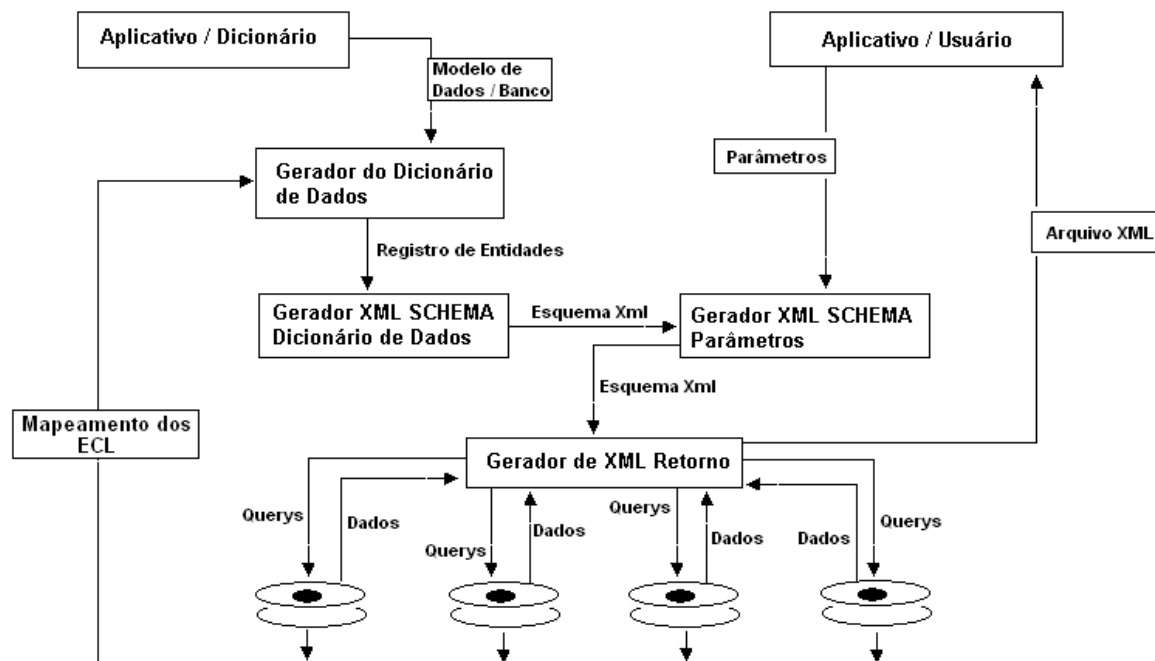 Aplicativo / Dicionário
Aplicativo / Usuário
Modelo de
Dados / Banco
Gerador do Dicionário
de Dados
Parâmetros
Arquivo XML
Registro de Entidades
Gerador XML SCHEMA
Dicionário de Dados
Esquema Xml
Gerador XML SCHEMA
Parâmetros
Esquema Xml
Mapeamento dos
ECL
Gerador de XML Retorno
Querys
Dados
Querys
Dados
Querys
Dados
Dados
Querys